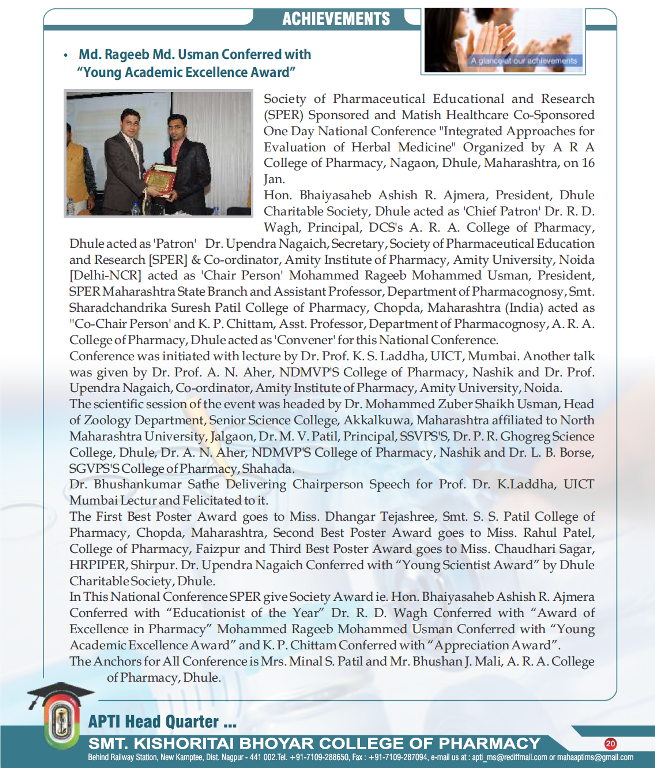 ACHIEVEMENTS
A glance at our achievements
• Md. Rageeb Md. Usman Conferred with
“Young Academic Excellence Award”
Society of Pharmaceutical Educational and Research
(SPER) Sponsored and Matish Healthcare Co-Sponsored
One Day National Conference "Integrated Approaches for
Evaluation of Herbal Medicine" Organized by A R A
College of Pharmacy, Nagaon, Dhule, Maharashtra, on 16
Jan.
Hon. Bhaiyasaheb Ashish R. Ajmera, President, Dhule
Charitable Society, Dhule acted as 'Chief Patron' Dr. R. D.
Wagh, Principal, DCS's A. R. A. College of Pharmacy,
Dhule acted as 'Patron' Dr. Upendra Nagaich, Secretary, Society of Pharmaceutical Education
and Research [SPER] & Co-ordinator, Amity Institute of Pharmacy, Amity University, Noida
[Delhi-NCR] acted as 'Chair Person' Mohammed Rageeb Mohammed Usman, President,
SPER Maharashtra State Branch and Assistant Professor, Department of Pharmacognosy, Smt.
Sharadchandrika Suresh Patil College of Pharmacy, Chopda, Maharashtra (India) acted as
"Co-Chair Person' and K. P. Chittam, Asst. Professor, Department of Pharmacognosy, A. R. A.
College of Pharmacy, Dhule acted as 'Convener' for this National Conference.
Conference was initiated with lecture by Dr. Prof. K. S. Laddha, UICT, Mumbai. Another talk
was given by Dr. Prof. A. N. Aher, NDMVP'S College of Pharmacy, Nashik and Dr. Prof.
Upendra Nagaich, Co-ordinator, Amity Institute of Pharmacy, Amity University, Noida.
The scientific session of the event was headed by Dr. Mohammed Zuber Shaikh Usman, Head
of Zoology Department, Senior Science College, Akkalkuwa, Maharashtra affiliated to North
Maharashtra University, Jalgaon, Dr. M. V. Patil, Principal, SSVPS'S, Dr. P. R. Ghogreg Science
College, Dhule, Dr. A. N. Aher, NDMVP'S College of Pharmacy, Nashik and Dr. L. B. Borse,
SGVPS'S College of Pharmacy, Shahada.
Dr. Bhushankumar Sathe Delivering Chairperson Speech for Prof. Dr. K.Laddha, UICT
Mumbai Lectur and Felicitated to it.
The First Best Poster Award goes to Miss. Dhangar Tejashree, Smt. S. S. Patil College of
Pharmacy, Chopda, Maharashtra, Second Best Poster Award goes to Miss. Rahul Patel,
College of Pharmacy, Faizpur and Third Best Poster Award goes to Miss. Chaudhari Sagar,
HRPIPER, Shirpur. Dr. Upendra Nagaich Conferred with “Young Scientist Award” by Dhule
Charitable Society, Dhule.
In This National Conference SPER give Society Award ie. Hon. Bhaiyasaheb Ashish R. Ajmera
Conferred with “Educationist of the Year” Dr. R. D. Wagh Conferred with “Award of
Excellence in Pharmacy” Mohammed Rageeb Mohammed Usman Conferred with “Young
Academic Excellence Award” and K. P. Chittam Conferred with “Appreciation Award”.
The Anchors for All Conference is Mrs. Minal S. Patil and Mr. Bhushan J. Mali, A. R. A. College
of Pharmacy, Dhule.
APTI Head Quarter ...
SMT. KISHORITAI BHOYAR COLLEGE OF PHARMACY
20
Behind Railway Station, New Kamptee, Dist. Nagpur - 441 002.Tel. +91-7109-288650, Fax : +91-7109-287094, e-mail us at : apti_ms@rediffmail.com or mahaaptims@gmail.com